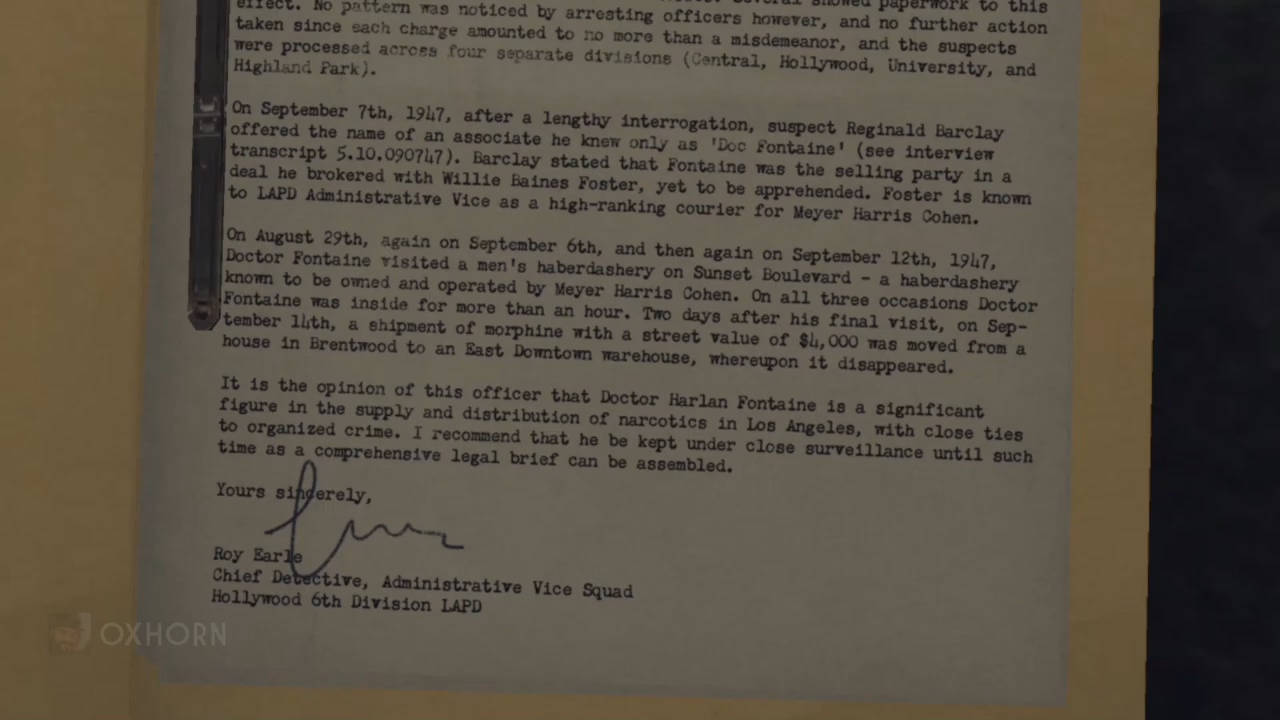 effect. No pattern was noticed by arresting officers however, and no further action
taken since each charge amounted to no more than a misdemeanor, and the suspects
were processed across four separate divisions (Central, Hollywood, University, and
Highland Park).
On September 7th, 1947, after a lengthy interrogation, suspect Reginald Barclay
offered the name of an associate he knew only as 'Doc Fontaine' (see interview
transcript 5.10.090747). Barclay stated that Fontaine was the selling party in a
deal he brokered with Willie Baines Foster, yet to be apprehended. Foster is known
to LAPD Administrative Vice as a high-ranking courier for Meyer Harris Cohen.
On August 29th, again on September 6th, and then again on September 12th, 1947,
Doctor Fontaine visited a men's haberdashery on Sunset Boulevard - a haberdashery
known to be owned and operated by Meyer Harris Cohen. On all three occasions Doctor
Fontaine was inside for more than an hour. Two days after his final visit, on Sep-
tember 14th, a shipment of morphine with a street value of $4,000 was moved from a
house in Brentwood to an East Downtown warehouse, whereupon it disappeared.
It is the opinion of this officer that Doctor Harlan Fontaine is a significant
figure in the supply and distribution of narcotics in Los Angeles, with close ties
to organized crime. I recommend that he be kept under close surveillance until such
time as a comprehensive legal brief can be assembled.
Yours sincerely,
Roy Earle
Chief Detective, Administrative Vice Squad
Hollywood 6th Division LAPD
OXHORN